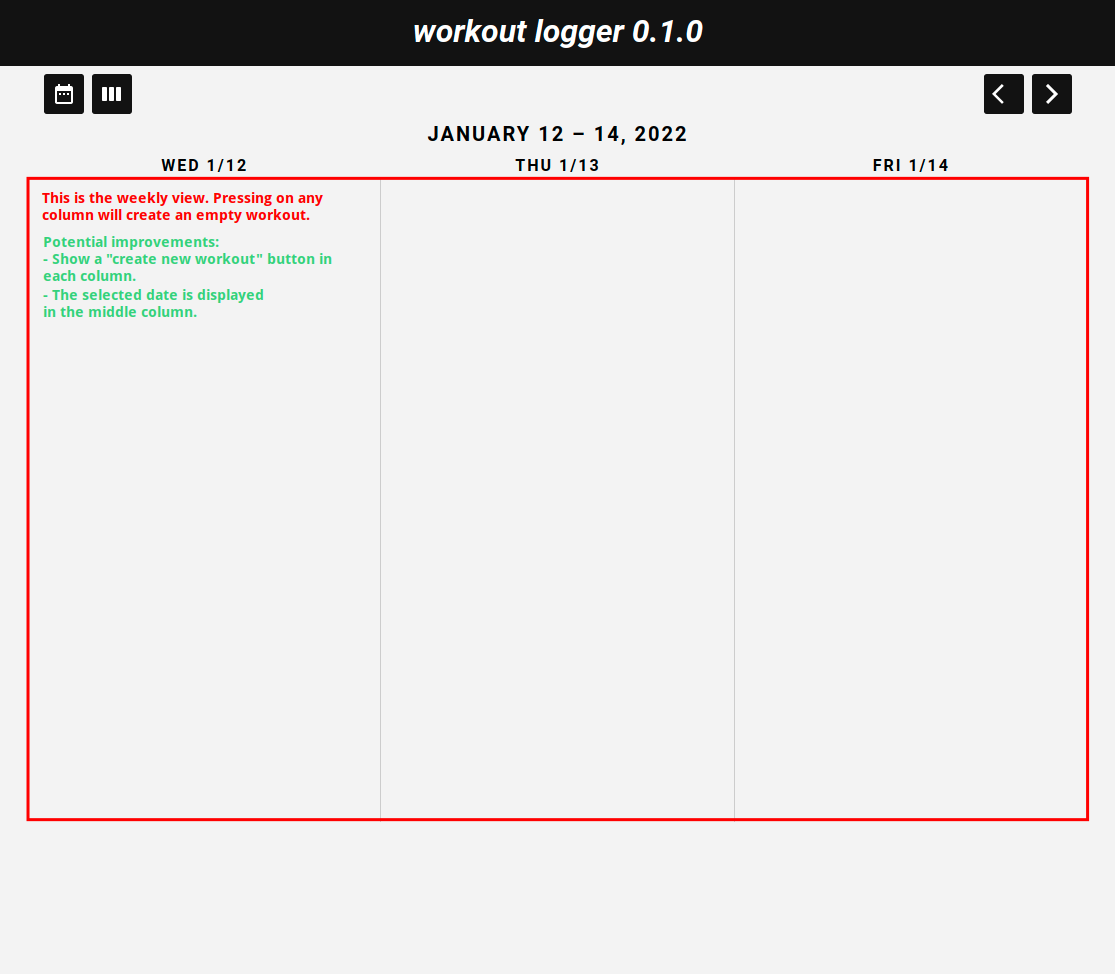 workout logger 0.1.0
JANUARY 12 – 14, 2022
WED 1/12 THU 1/13 FRI 1/14
This is the weekly view. Pressing on any
column will create an empty workout.
Potential improvements:
- Show a "create new workout" button in
each column.
- The selected date is displayed
in the middle column.